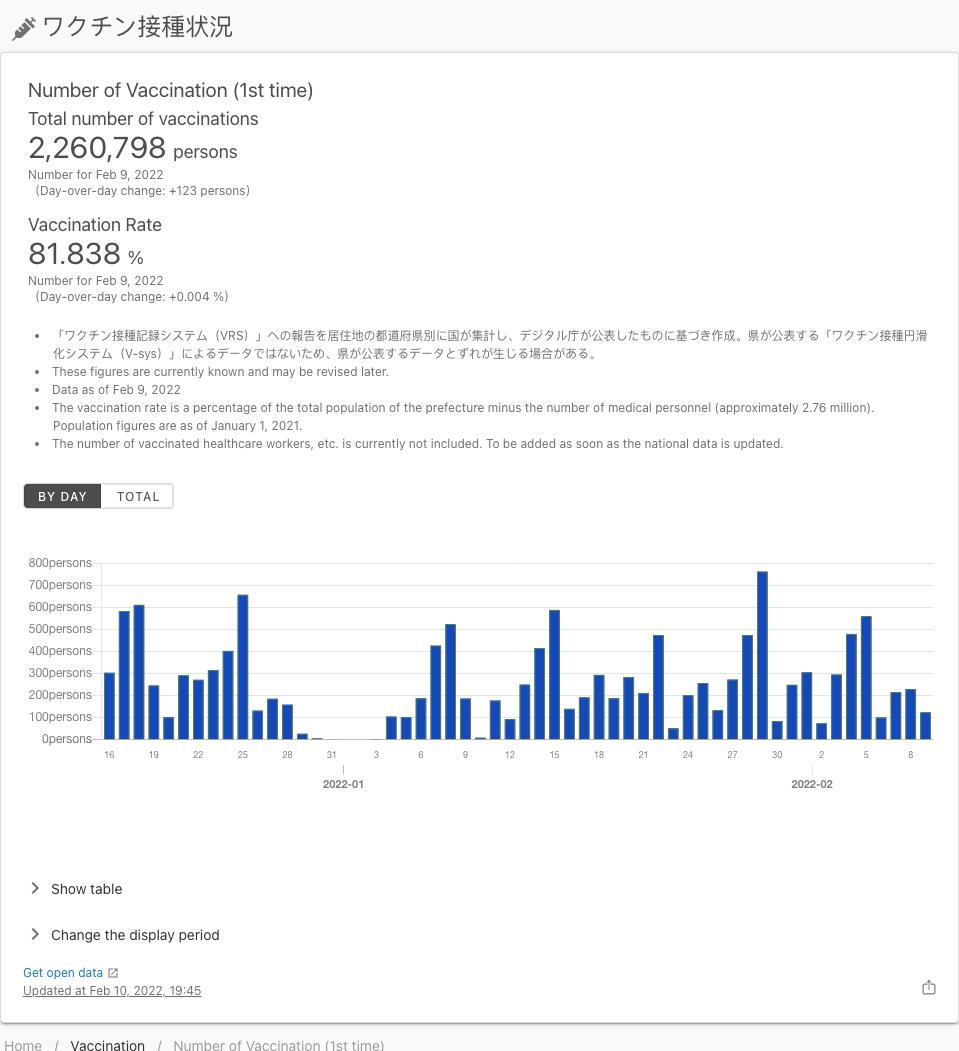 ワクチン接種状況
Number of Vaccination (1st time)
Total number of vaccinations
2,260,798 persons
Number for Feb 9, 2022
(Day-over-day change: +123 persons)
Vaccination Rate
81.838 %
Number for Feb 9, 2022
(Day-over-day change: +0.004 %)
• 「ワクチン接種記録システム（VRS）」への報告を居住地の都道府県別に国が集計し、デジタル庁が公表したものに基づき作成。県が公表する「ワクチン接種円滑
化システム（V-sys）」によるデータではないため、県が公表するデータとずれが生じる場合がある。
• These figures are currently known and may be revised later.
• Data as of Feb 9, 2022
• The vaccination rate is a percentage of the total population of the prefecture minus the number of medical personnel (approximately 2.76 million).
Population figures are as of January 1, 2021.
• The number of vaccinated healthcare workers, etc. is currently not included. To be added as soon as the national data is updated.
BY DAY TOTAL
800persons
700persons
600persons
500persons
400persons
300persons
200persons
100persons
0persons
16 19 22 25 28 31 3 6 9 12 15 18 21 24 27 30 2 5 8
2022-01 2022-02
Show table
Change the display period
Get open data
Updated at Feb 10, 2022, 19:45
Home / Vaccination / Number of Vaccination (1st time)